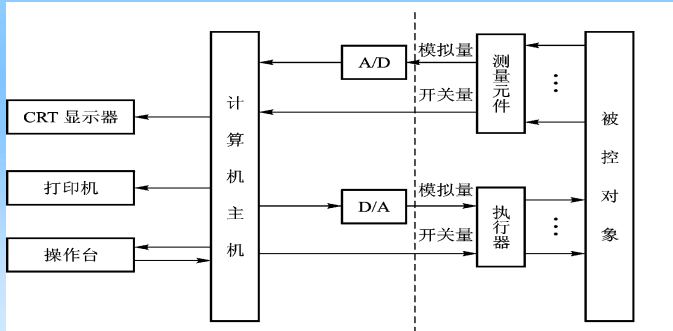 CRT 显示器
打印机
操作台
计算机主机
A/D
D/A
模拟量
开关量
模拟量
开关量
测量元件
执行器
被控对象